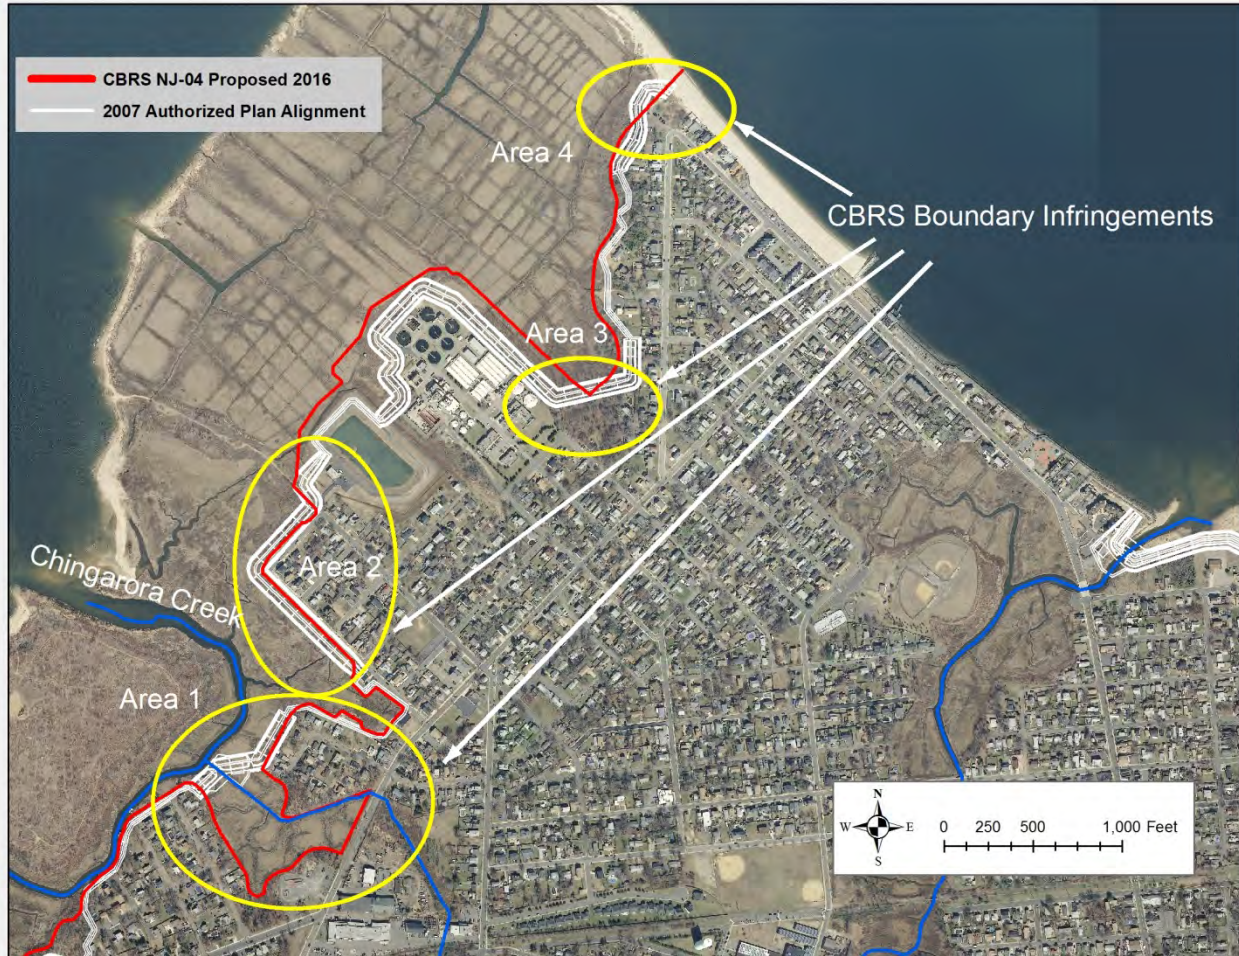 CBRS NJ-04 Proposed 2016
2007 Authorized Plan Alignment
Area 4
CBRS Boundary Infringements
Area 3
Chingarora Creek
Area 2
Area 1
N
W E
S
0 250 500 1,000 Feet